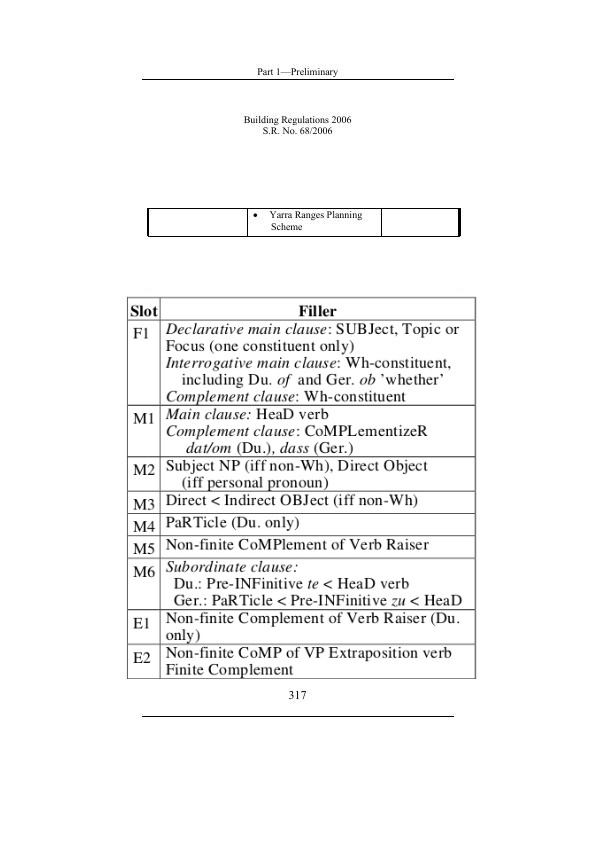 Part 1—Preliminary
Building Regulations 2006
S.R. No. 68/2006
• Yarra Ranges Planning
Scheme
Slot Filler
F1 Declarative main clause: SUBJect, Topic or
Focus (one constituent only)
Interrogative main clause: Wh-constituent,
including Du. of and Ger. ob ’whether’
Complement clause: Wh-constituent
M1 Main clause: HeaD verb
Complement clause: CoMPLementizeR
dat/om (Du.), dass (Ger.)
M2 Subject NP (iff non-Wh), Direct Object
(iff personal pronoun)
M3 Direct < Indirect OBJect (iff non-Wh)
M4 PaRTicle (Du. only)
M5 Non-finite CoMPlement of Verb Raiser
M6 Subordinate clause:
Du.: Pre-INFinitive te < HeaD verb
Ger.: PaRTicle < Pre-INFinitive zu < HeaD
E1 Non-finite Complement of Verb Raiser (Du.
only)
E2 Non-finite CoMP of VP Extraposition verb
Finite Complement
317